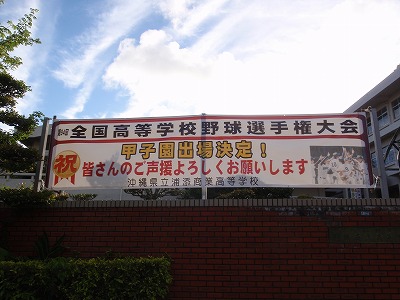 全国高等学校野球選手権大会
甲子園出場決定！
祝 皆さんのご声援よろしくお願いします
沖縄県立浦添商業高等学校